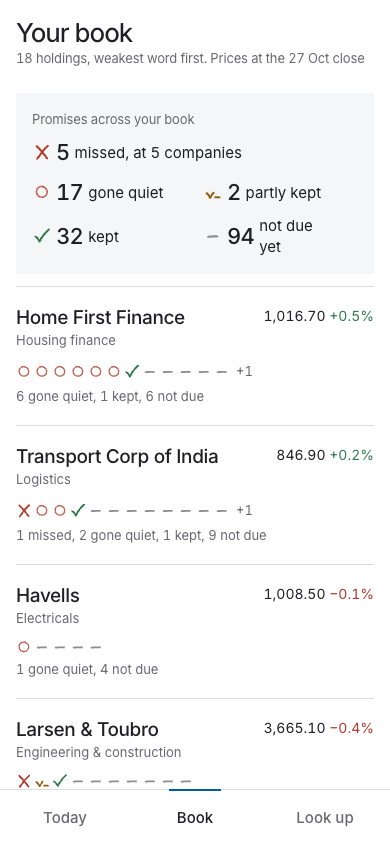 Your book
18 holdings, weakest word first. Prices at the 27 Oct close
Promises across your book
5 missed, at 5 companies
17 gone quiet
2 partly kept
32 kept
94 not due
yet
Home First Finance
1,016.70 +0.5%
Housing finance
+1
6 gone quiet, 1 kept, 6 not due
Transport Corp of India
846.90 +0.2%
Logistics
+1
1 missed, 2 gone quiet, 1 kept, 9 not due
Havells
1,008.50 −0.1%
Electricals
1 gone quiet, 4 not due
Larsen & Toubro
3,665.10 −0.4%
Engineering & construction
Today
Book
Look up